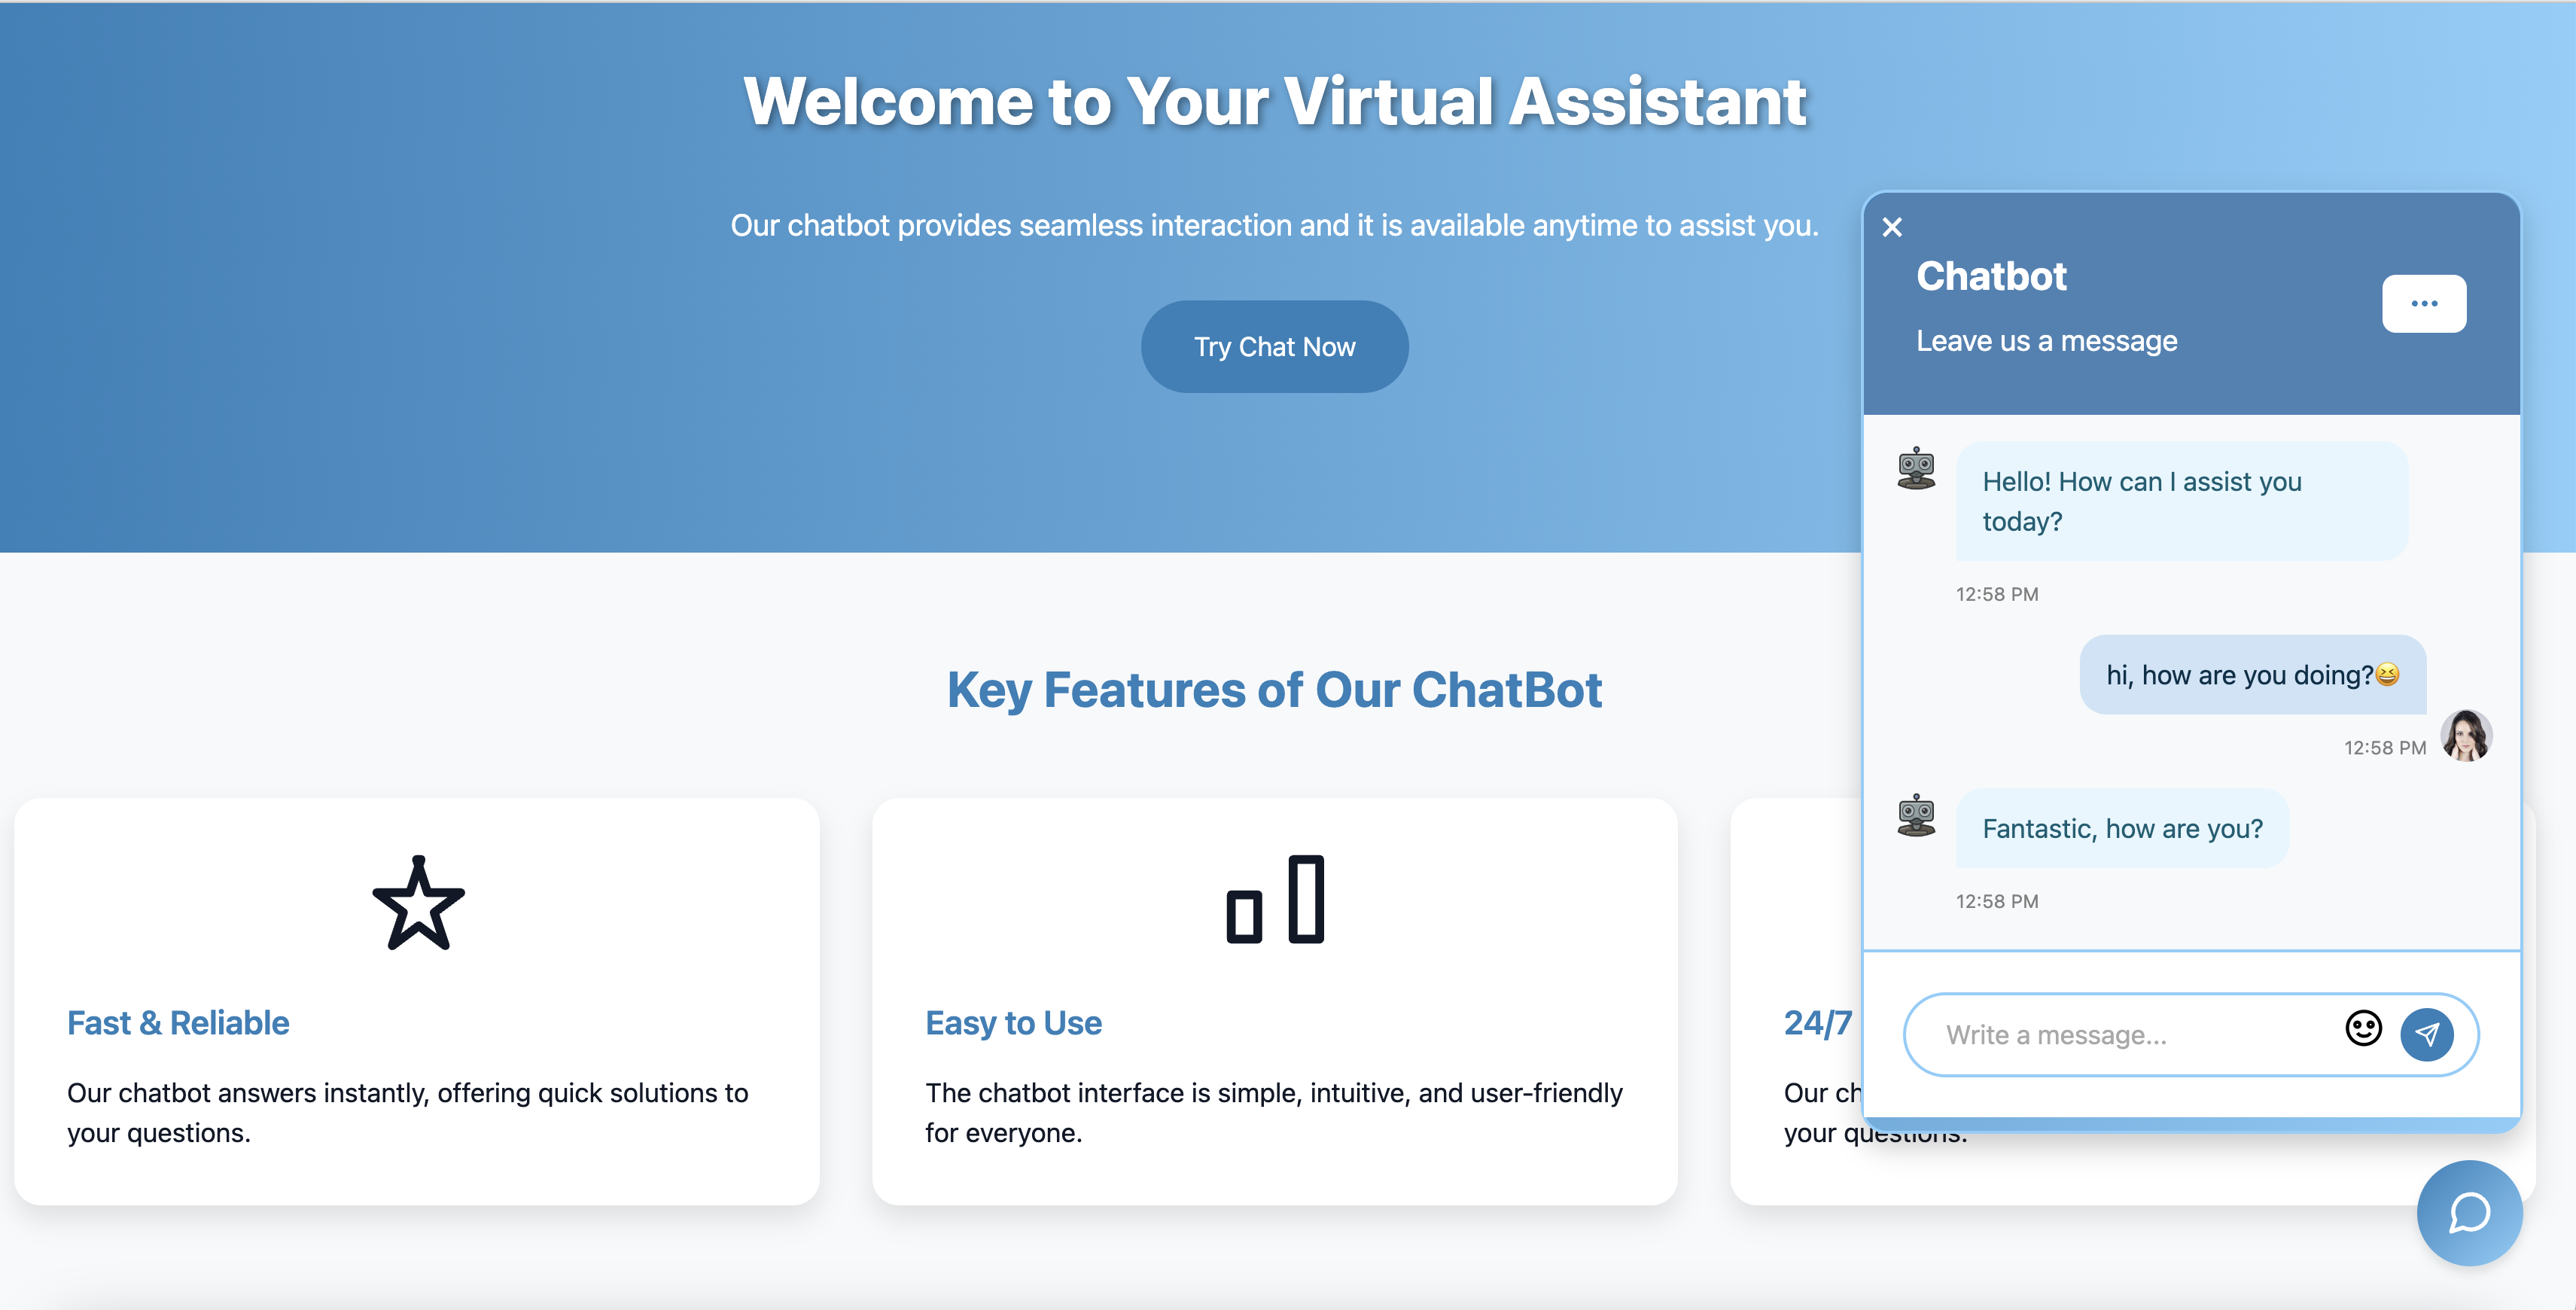 Welcome to Your Virtual Assistant
Our chatbot provides seamless interaction and it is available anytime to assist you.
Try Chat Now
Key Features of Our ChatBot
Fast & Reliable
Our chatbot answers instantly, offering quick solutions to
your questions.
Easy to Use
The chatbot interface is simple, intuitive, and user-friendly
for everyone.
24/7
Our
your questions.
Chatbot
Leave us a message
Hello! How can I assist you
today?
12:58 PM
hi, how are you doing?😆
12:58 PM
Fantastic, how are you?
12:58 PM
Write a message...